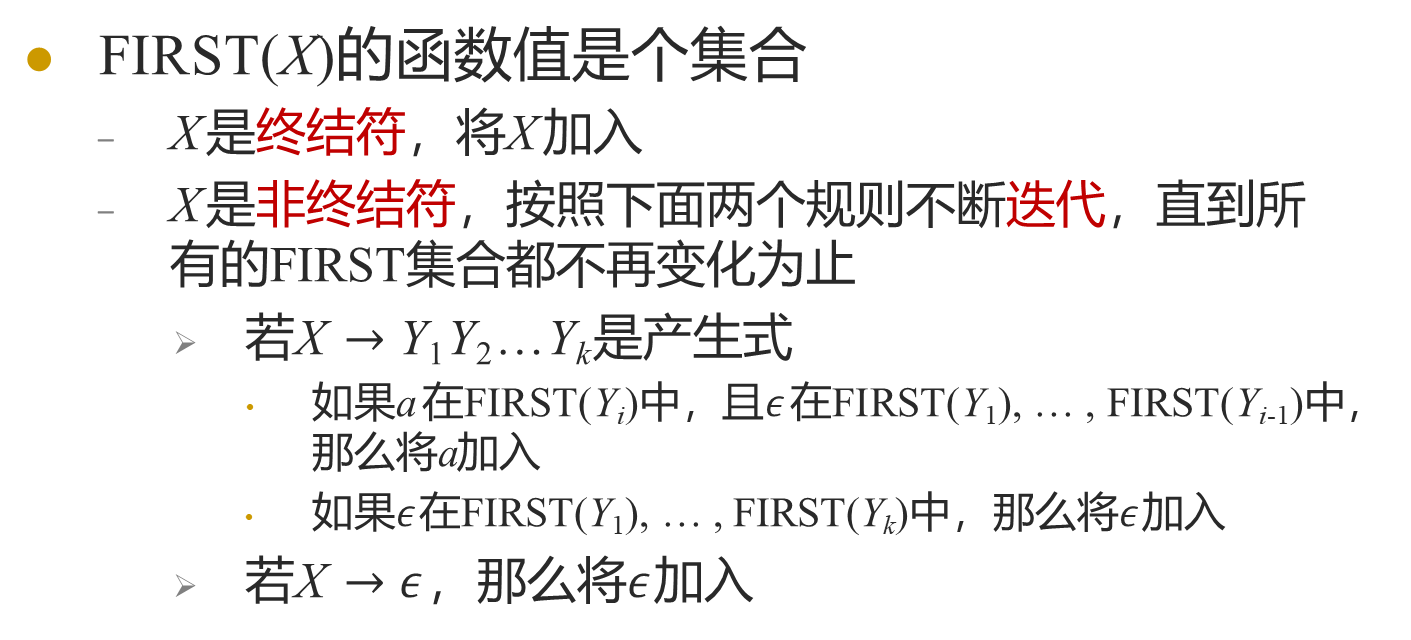 FIRST(X)的函数值是个集合
X是终结符，将X加入
X是非终结符，按照下面两个规则不断迭代，直到所
有的FIRST集合都不再变化为止
若X → Y₁Y₂…Yₖ是产生式
如果a在FIRST(Yᵢ)中，且ϵ在FIRST(Y₁), … , FIRST(Yᵢ₋₁)中，
那么将a加入
如果ϵ在FIRST(Y₁), … , FIRST(Yₖ)中，那么将ϵ加入
若X → ϵ，那么将ϵ加入